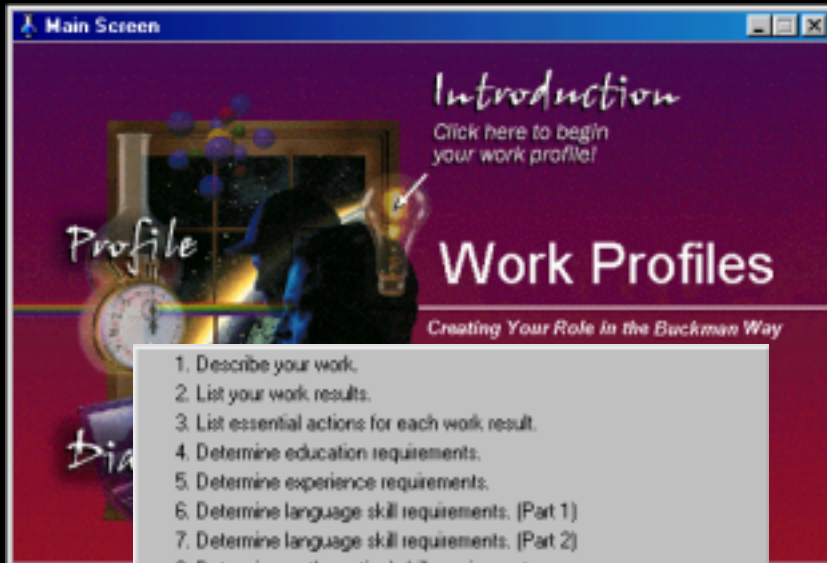 Main Screen
Introduction
Click here to begin
your work profile!
Profile
Work Profiles
Creating Your Role in the Buckman Way
1. Describe your work.
2. List your work results.
3. List essential actions for each work result.
4. Determine education requirements.
5. Determine experience requirements.
6. Determine language skill requirements. (Part 1)
7. Determine language skill requirements. (Part 2)